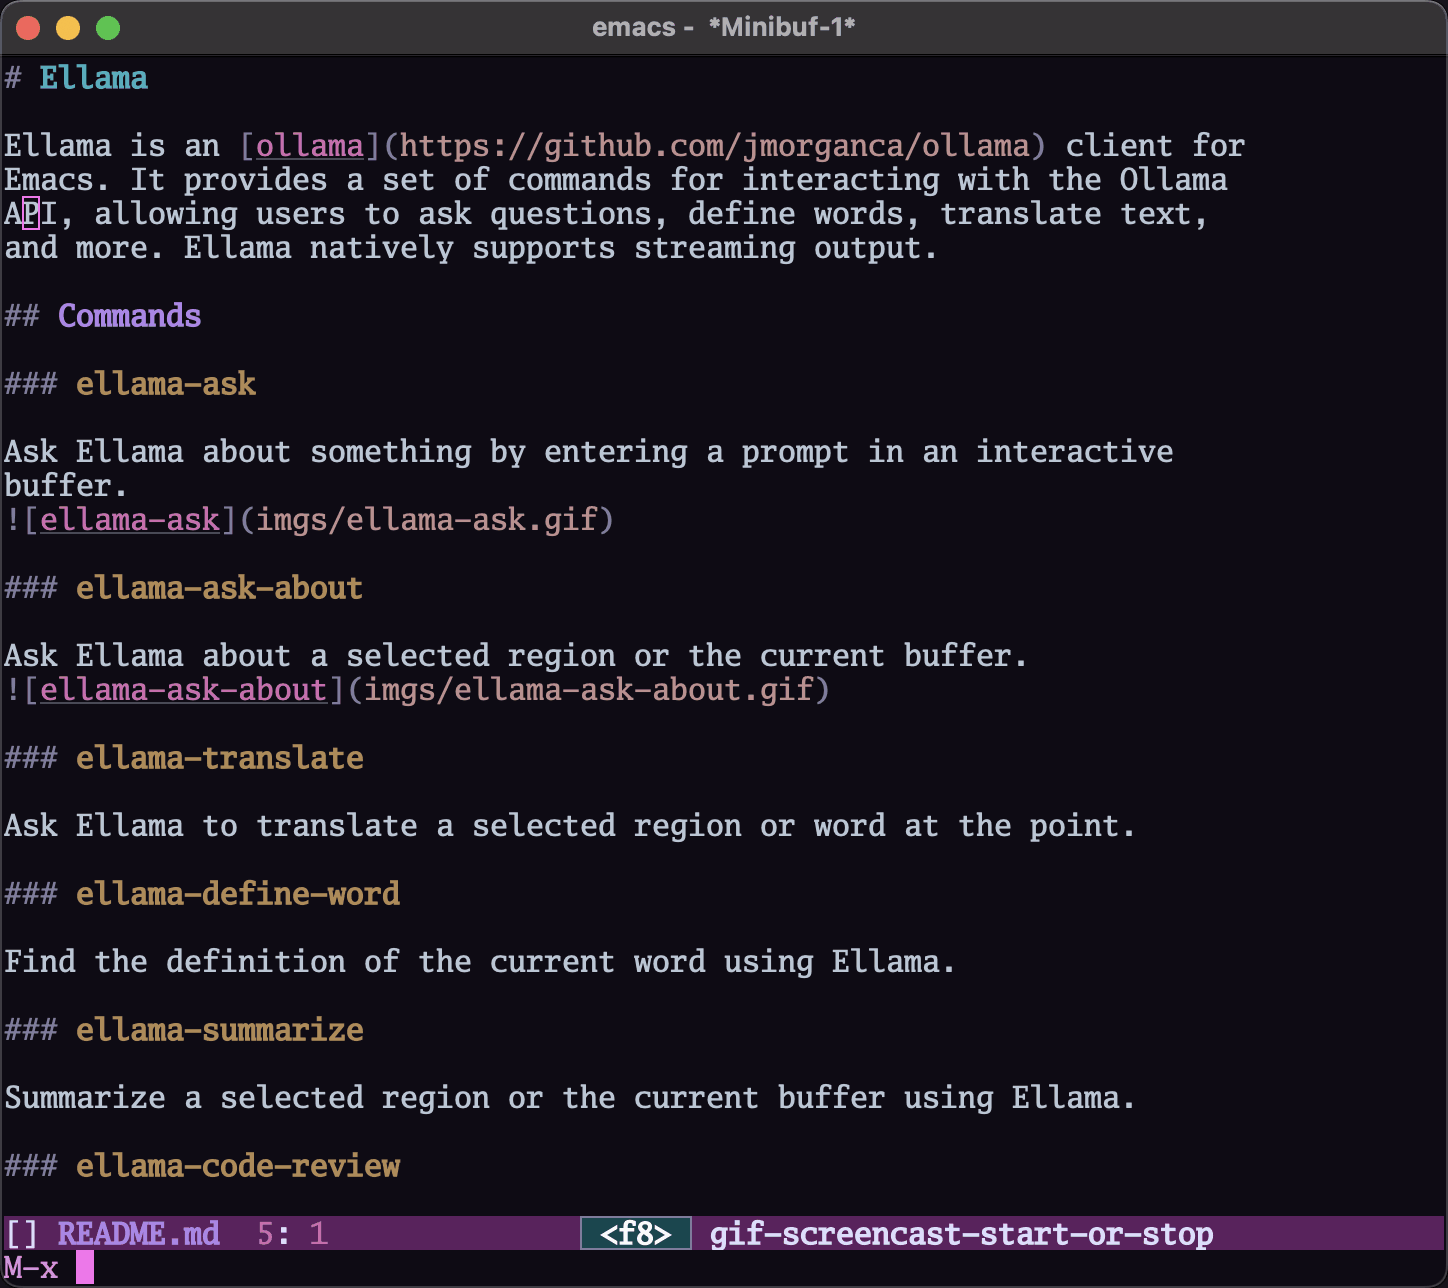 emacs - *Minibuf-1*
# Ellama
Ellama is an [ollama](https://github.com/jmorganca/ollama) client for
Emacs. It provides a set of commands for interacting with the Ollama
API, allowing users to ask questions, define words, translate text,
and more. Ellama natively supports streaming output.
## Commands
### ellama-ask
Ask Ellama about something by entering a prompt in an interactive
buffer.
![ellama-ask](imgs/ellama-ask.gif)
### ellama-ask-about
Ask Ellama about a selected region or the current buffer.
![ellama-ask-about](imgs/ellama-ask-about.gif)
### ellama-translate
Ask Ellama to translate a selected region or word at the point.
### ellama-define-word
Find the definition of the current word using Ellama.
### ellama-summarize
Summarize a selected region or the current buffer using Ellama.
### ellama-code-review
[] README.md  5: 1 <f8> gif-screencast-start-or-stop
M-x